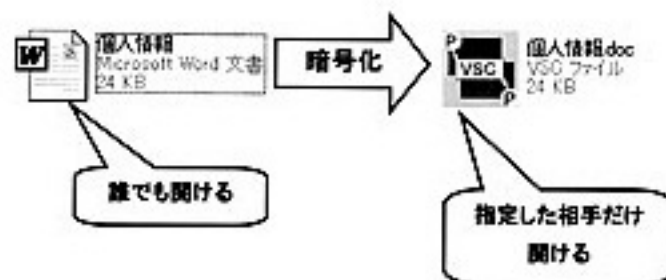 W
個人情報
Microsoft Word 文書
24 KB
暗号化
P
VSC
P
個人情報.doc
VSC ファイル
24 KB
誰でも開ける
指定した相手だけ
開ける